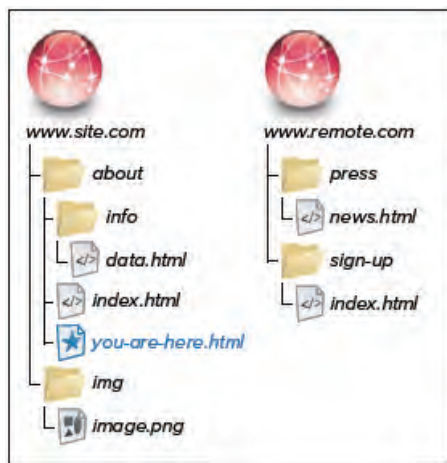 www.site.com
about
info
data.html
index.html
you-are-here.html
img
image.png
www.remote.com
press
news.html
sign-up
index.html